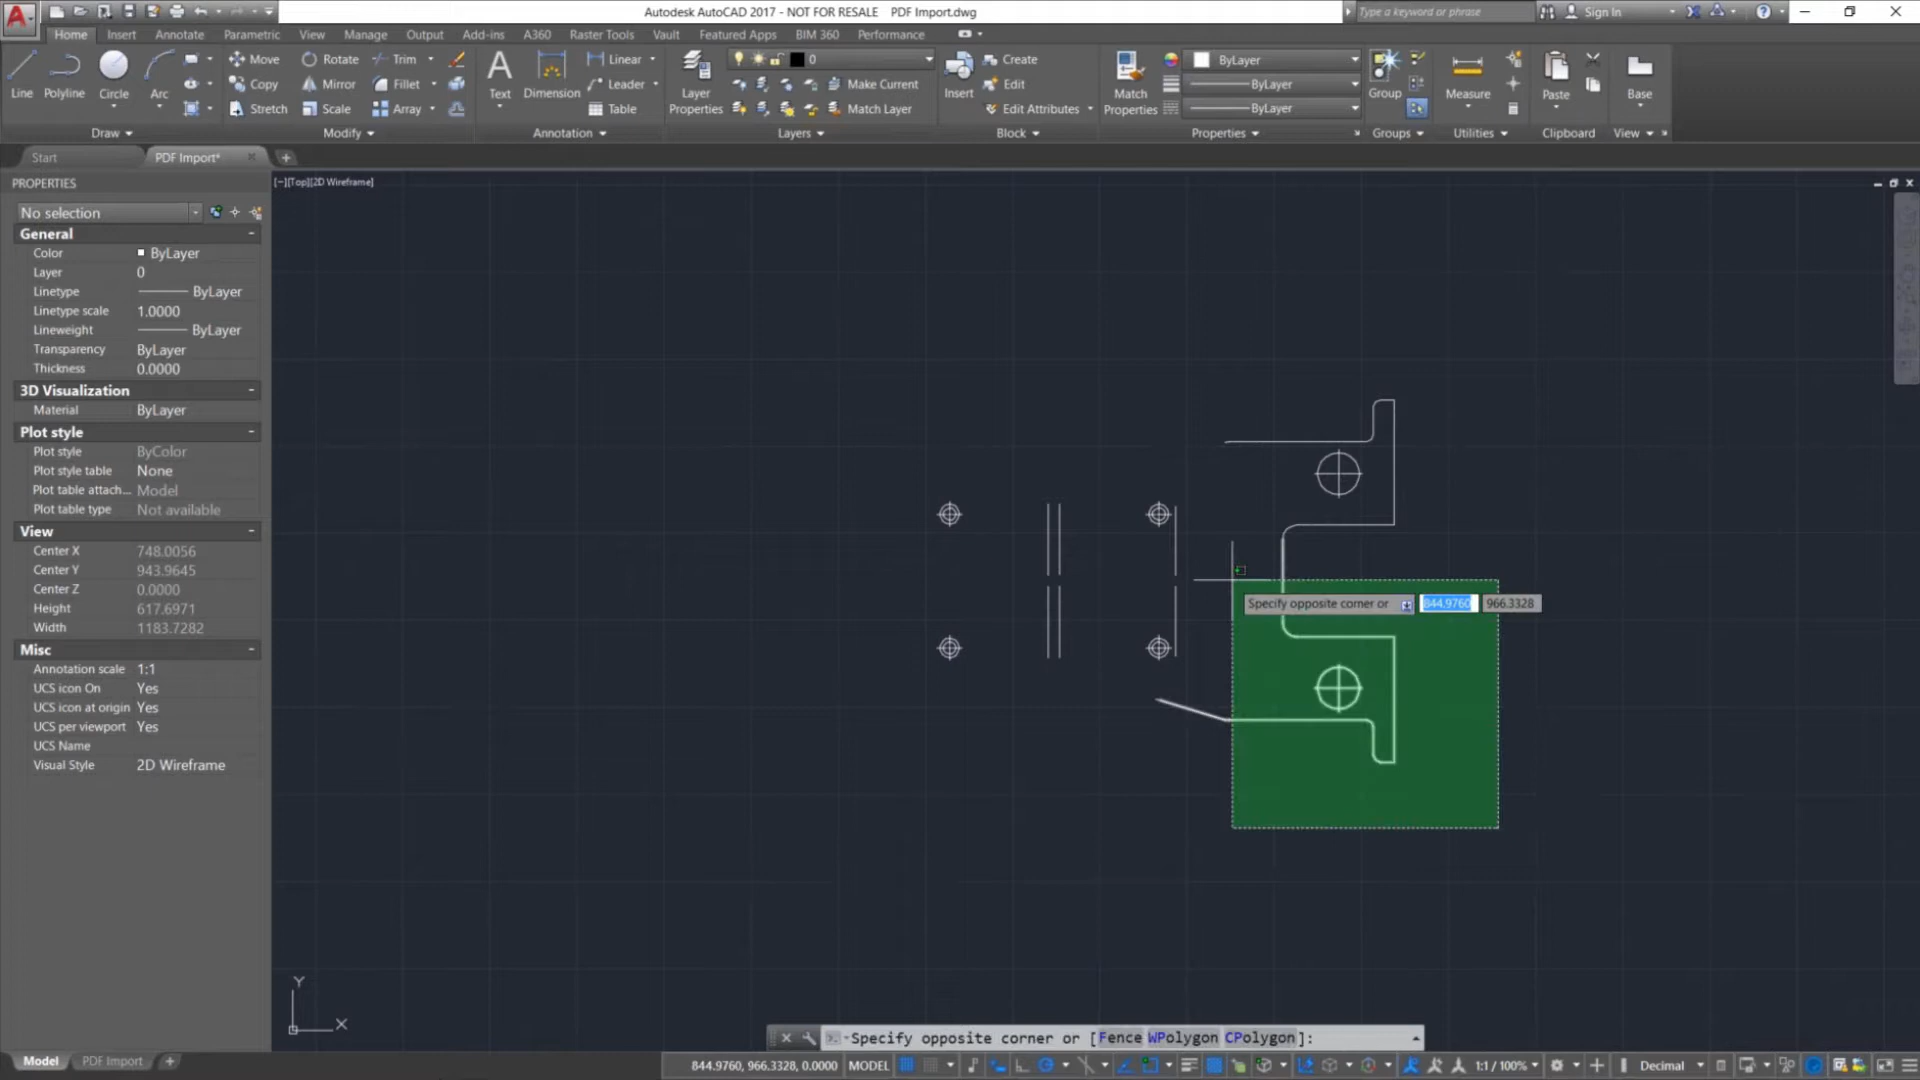 Autodesk AutoCAD 2017 - NOT FOR RESALE PDF Import.dwg
Type a keyword or phrase
Sign In
Home Insert Annotate Parametric View Manage Output Add-ins A360 Raster Tools Vault Featured Apps BIM 360 Performance
Line Polyline Circle Arc
Move Rotate Trim
Copy Mirror Fillet
Stretch Scale Array
Text Dimension
Linear
Leader
Table
Layer Properties
0
Make Current
Match Layer
Insert
Create
Edit
Edit Attributes
Match Properties
ByLayer
ByLayer
ByLayer
Group
Measure
Paste
Base
Draw Modify Annotation Layers Block Properties Groups Utilities Clipboard View
Start PDF Import*
PROPERTIES
No selection
General
Color ByLayer
Layer 0
Linetype ByLayer
Linetype scale 1.0000
Lineweight ByLayer
Transparency ByLayer
Thickness 0.0000
3D Visualization
Material ByLayer
Plot style
Plot style ByColor
Plot style table None
Plot table attach... Model
Plot table type Not available
View
Center X 748.0056
Center Y 943.9645
Center Z 0.0000
Height 617.6971
Width 1183.7282
Misc
Annotation scale 1:1
UCS icon On Yes
UCS icon at origin Yes
UCS per viewport Yes
UCS Name
Visual Style 2D Wireframe
[−][Top][2D Wireframe]
Specify opposite corner or 844.9760 966.3328
Y
X
Specify opposite corner or [Fence WPolygon CPolygon]:
Model PDF Import
844.9760, 966.3328, 0.0000 MODEL 1:1 / 100% Decimal